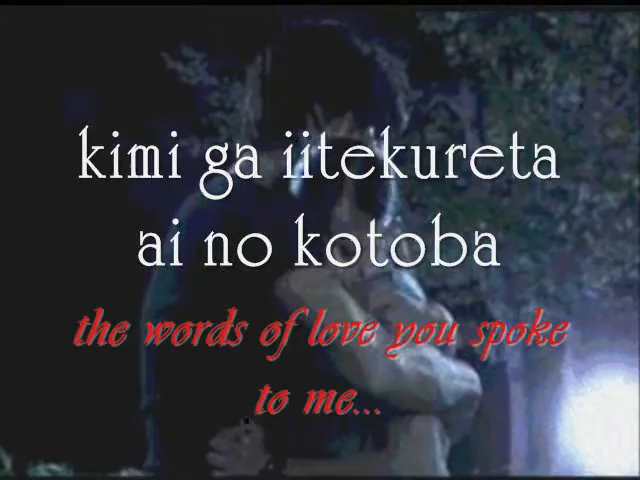 kimi ga iitekureta
ai no kotoba
the words of love you spoke
to me...